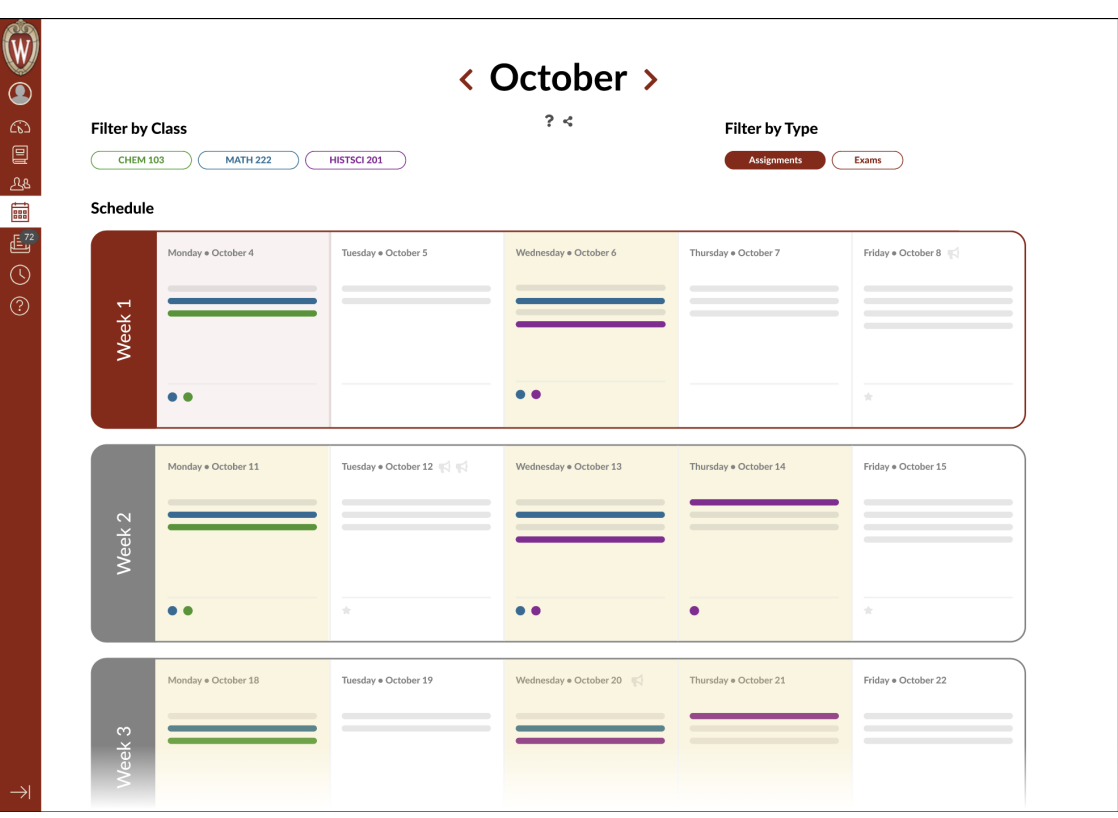 W
October
? 
Filter by Class
Filter by Type
CHEM 103 MATH 222 HISTSCI 201
Assignments Exams
Schedule
72
Week 1
Monday • October 4
Tuesday • October 5
Wednesday • October 6
Thursday • October 7
Friday • October 8
Week 2
Monday • October 11
Tuesday • October 12
Wednesday • October 13
Thursday • October 14
Friday • October 15
Week 3
Monday • October 18
Tuesday • October 19
Wednesday • October 20
Thursday • October 21
Friday • October 22
?